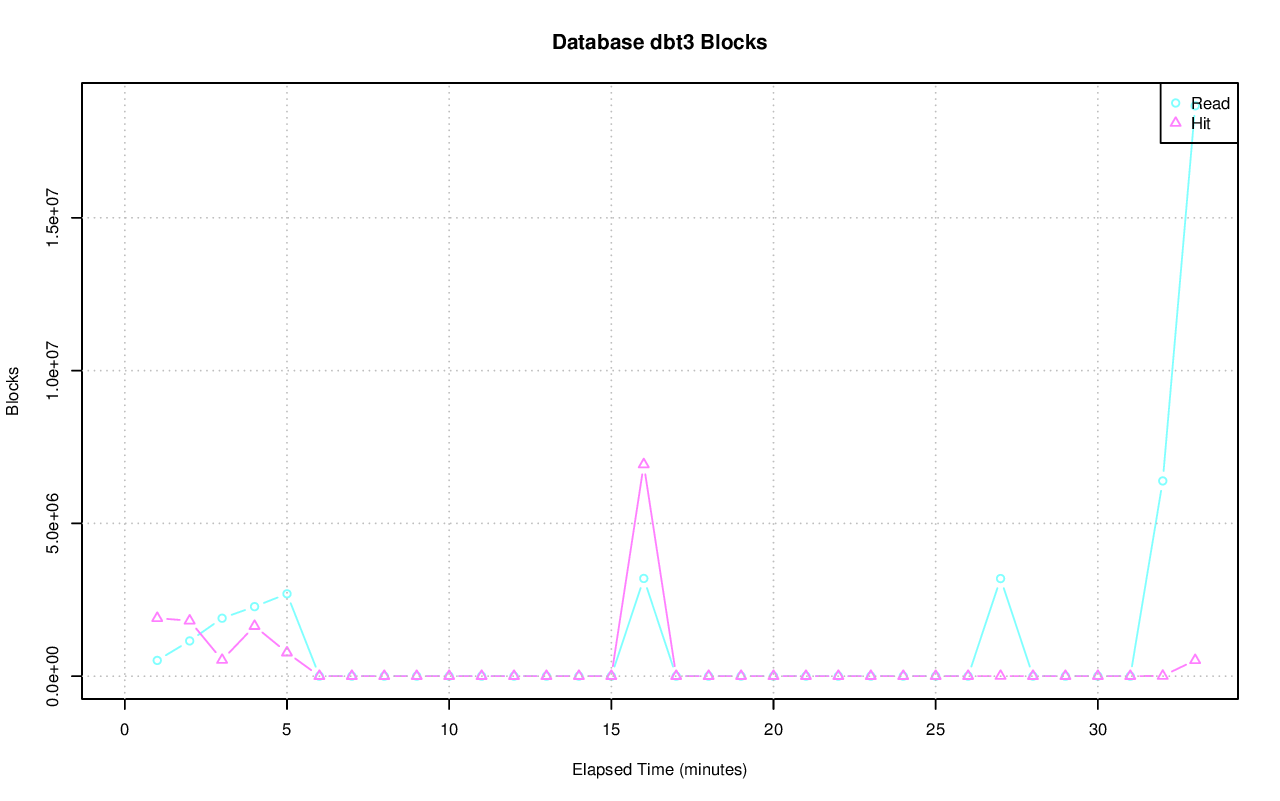 Database dbt3 Blocks
Read
Hit
1.5e+07
1.0e+07
5.0e+06
0.0e+00
Blocks
0 5 10 15 20 25 30
Elapsed Time (minutes)